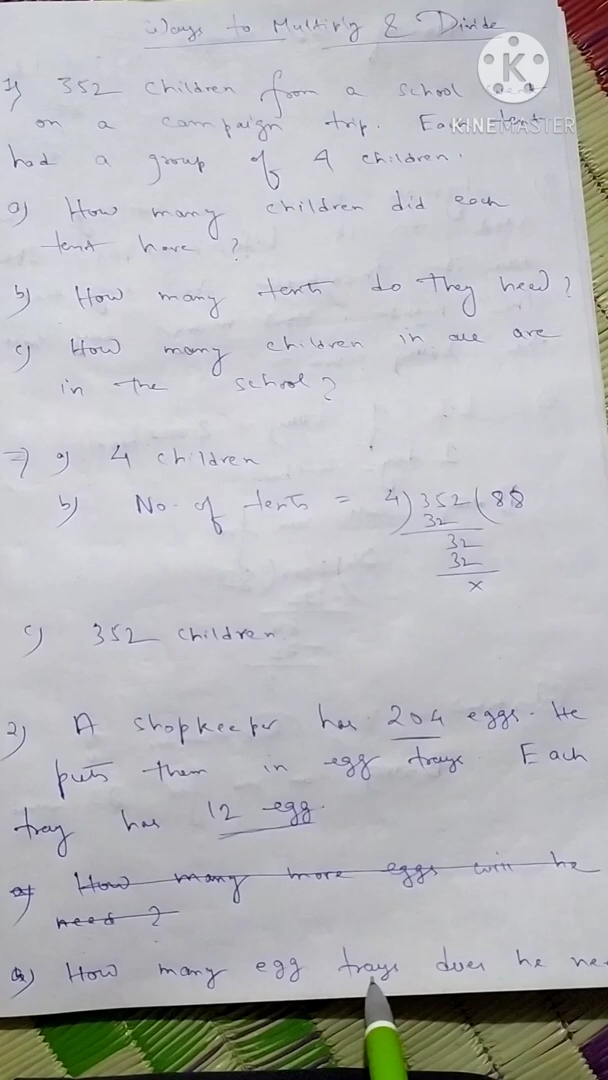 Ways to Multiply & Divide
1) 352 children from a school
on a campaign trip. Each tent
had a group of 4 children.
a) How many children did each
tent have ?
b) How many tents do they need ?
c) How many children in all are
in the school ?
=> a) 4 children
b) No. of tents = 4) 352 ( 88
32
32
32
x
c) 352 children.
2) A shopkeeper has 204 eggs. He
puts them in egg trays. Each
tray has 12 egg.
a) How many more eggs will he
need ?
a) How many egg trays does he
K
KINEMASTER